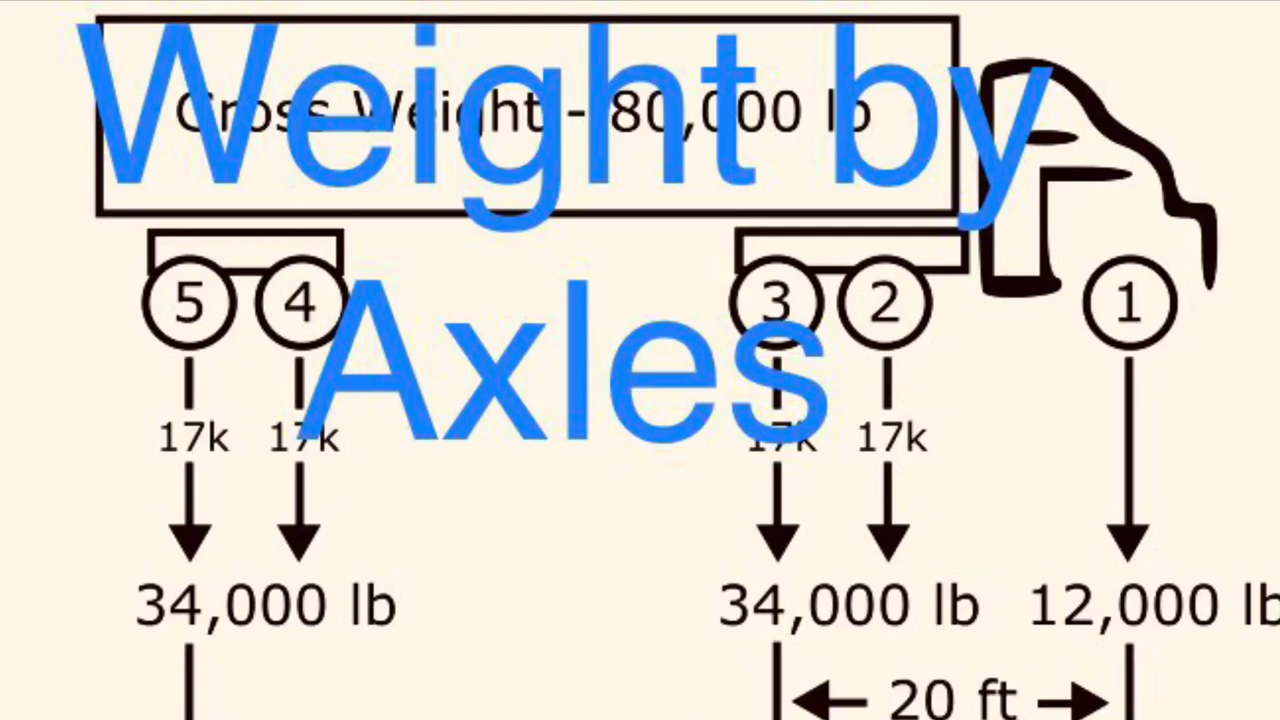 Weight by
Gross Weight - 80,000 lb
5 4 3 2 1
Axles
17k 17k 17k 17k
34,000 lb 34,000 lb 12,000 lb
20 ft